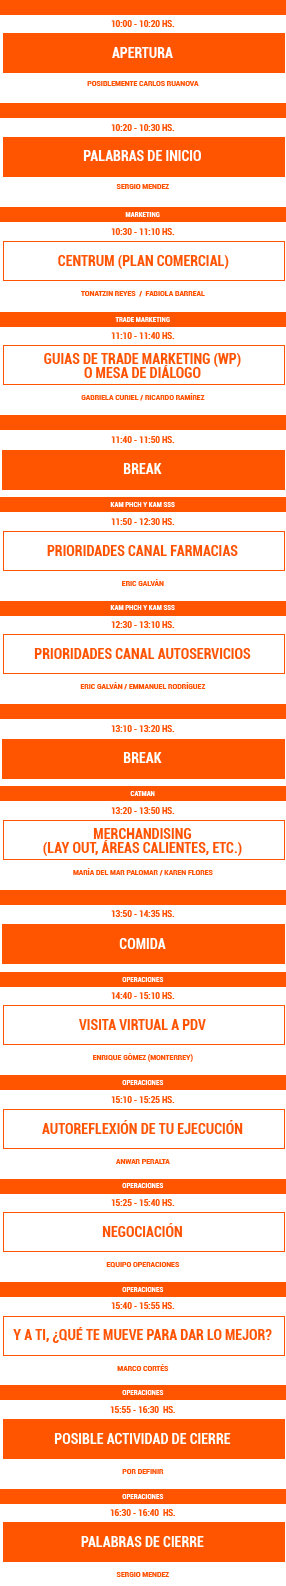 10:00 - 10:20 HS.
APERTURA
POSIBLEMENTE CARLOS RUANOVA
10:20 - 10:30 HS.
PALABRAS DE INICIO
SERGIO MENDEZ
MARKETING
10:30 - 11:10 HS.
CENTRUM (PLAN COMERCIAL)
TONATZIN REYES / FABIOLA BARREAL
TRADE MARKETING
11:10 - 11:40 HS.
GUIAS DE TRADE MARKETING (WP)
O MESA DE DIÁLOGO
GABRIELA CURIEL / RICARDO RAMÍREZ
11:40 - 11:50 HS.
BREAK
KAM PHCH Y KAM SSS
11:50 - 12:30 HS.
PRIORIDADES CANAL FARMACIAS
ERIC GALVÁN
KAM PHCH Y KAM SSS
12:30 - 13:10 HS.
PRIORIDADES CANAL AUTOSERVICIOS
ERIC GALVÁN / EMMANUEL RODRÍGUEZ
13:10 - 13:20 HS.
BREAK
CATMAN
13:20 - 13:50 HS.
MERCHANDISING
(LAY OUT, ÁREAS CALIENTES, ETC.)
MARÍA DEL MAR PALOMAR / KAREN FLORES
13:50 - 14:35 HS.
COMIDA
OPERACIONES
14:40 - 15:10 HS.
VISITA VIRTUAL A PDV
ENRIQUE GÓMEZ (MONTERREY)
OPERACIONES
15:10 - 15:25 HS.
AUTOREFLEXIÓN DE TU EJECUCIÓN
ANWAR PERALTA
OPERACIONES
15:25 - 15:40 HS.
NEGOCIACIÓN
EQUIPO OPERACIONES
OPERACIONES
15:40 - 15:55 HS.
Y A TI, ¿QUÉ TE MUEVE PARA DAR LO MEJOR?
MARCO CORTÉS
OPERACIONES
15:55 - 16:30 HS.
POSIBLE ACTIVIDAD DE CIERRE
POR DEFINIR
OPERACIONES
16:30 - 16:40 HS.
PALABRAS DE CIERRE
SERGIO MENDEZ